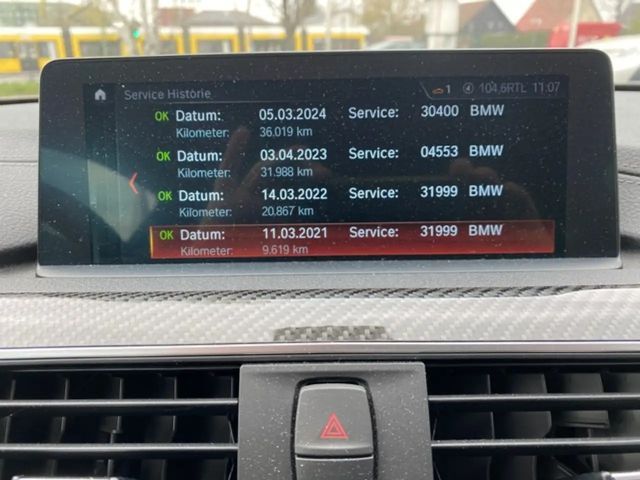 Service Historie 1 104,6RTL 11:07
OK Datum: 05.03.2024 Service: 30400 BMW
Kilometer: 36.019 km
OK Datum: 03.04.2023 Service: 04553 BMW
Kilometer: 31.988 km
OK Datum: 14.03.2022 Service: 31999 BMW
Kilometer: 20.867 km
OK Datum: 11.03.2021 Service: 31999 BMW
Kilometer: 9.619 km